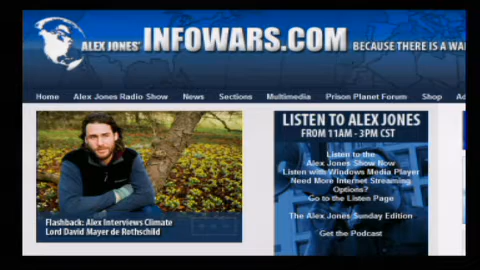 ALEX JONES' INFOWARS.COM BECAUSE THERE IS A WA
Home Alex Jones Radio Show News Sections Multimedia Prison Planet Forum Shop Ad
Flashback: Alex Interviews Climate
Lord David Mayer de Rothschild
LISTEN TO ALEX JONES
FROM 11AM - 3PM CST
Listen to the
Alex Jones Show Now
Listen with Windows Media Player
Need More Internet Streaming
Options?
Go to the Listen Page
The Alex Jones Sunday Edition
Get the Podcast